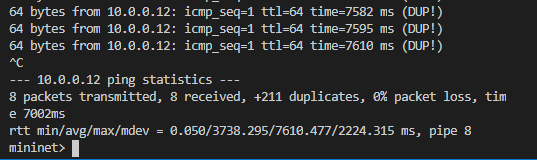 64 bytes from 10.0.0.12: icmp_seq=1 ttl=64 time=7582 ms (DUP!)
64 bytes from 10.0.0.12: icmp_seq=1 ttl=64 time=7595 ms (DUP!)
64 bytes from 10.0.0.12: icmp_seq=1 ttl=64 time=7610 ms (DUP!)
^C
--- 10.0.0.12 ping statistics ---
8 packets transmitted, 8 received, +211 duplicates, 0% packet loss, tim
e 7002ms
rtt min/avg/max/mdev = 0.050/3738.295/7610.477/2224.315 ms, pipe 8
mininet>